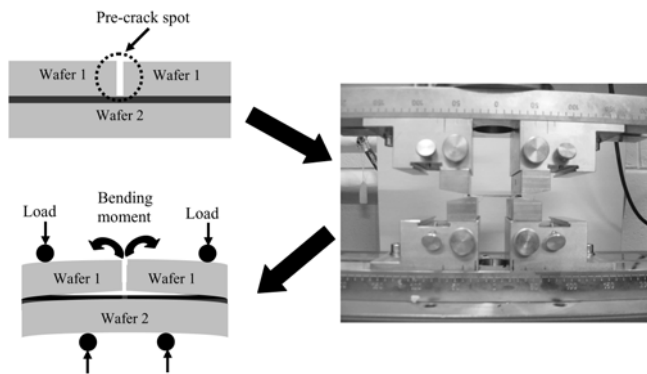 Pre-crack spot
Wafer 1
Wafer 1
Wafer 2
Load
Bending
moment
Load
Wafer 1
Wafer 1
Wafer 2